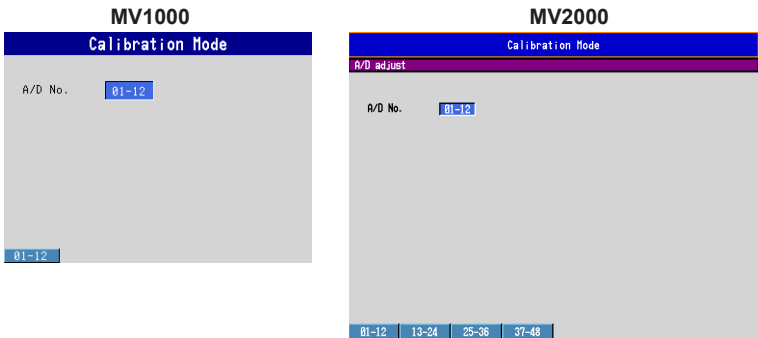 MV1000
Calibration Mode
A/D No. 01-12
01-12
MV2000
Calibration Mode
A/D adjust
A/D No. 01-12
01-12 13-24 25-36 37-48